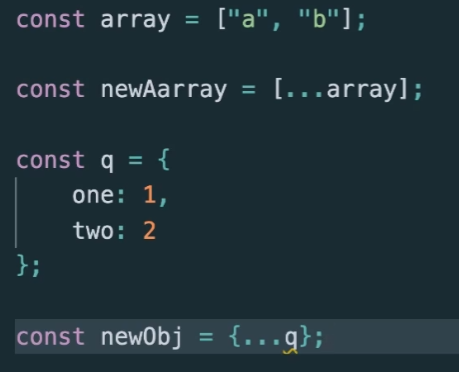 const array = ["a", "b"];
const newAarray = [...array];
const q = {
one: 1,
two: 2
};
const newObj = {...q};